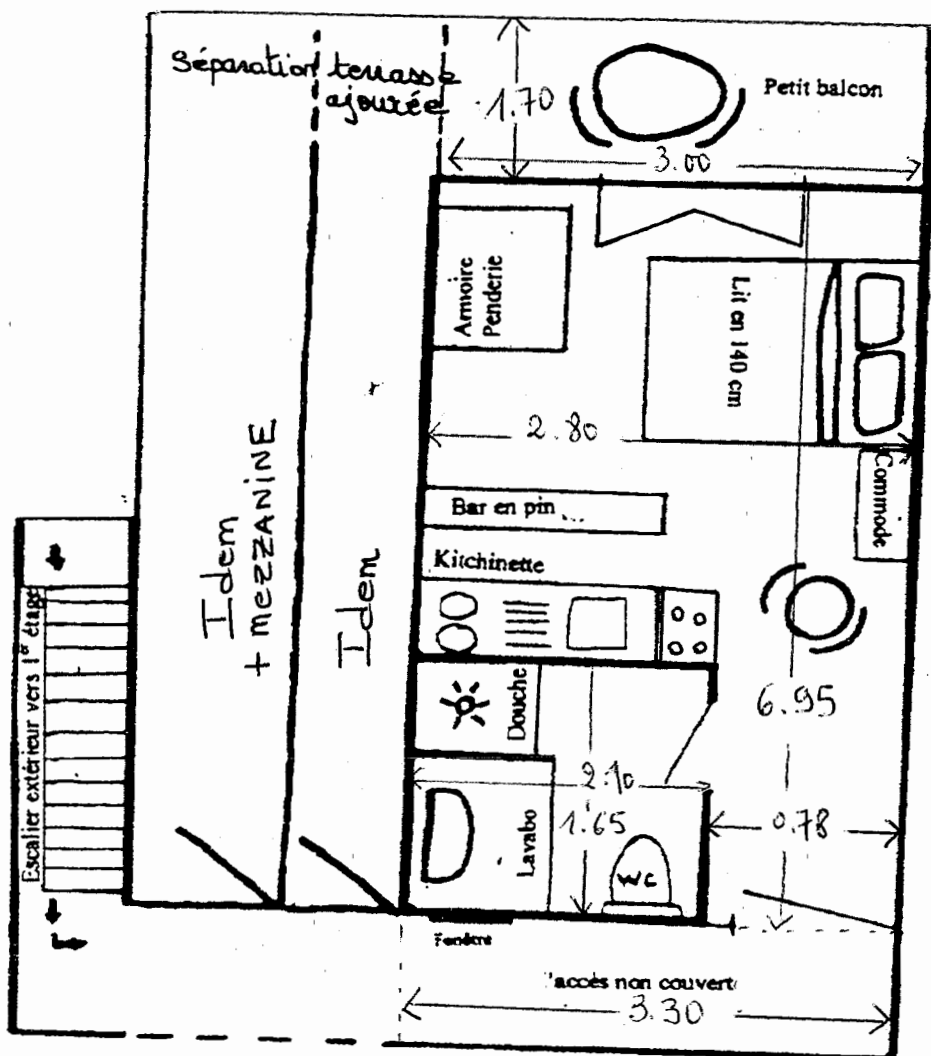 Séparation terrasse
ajourée
1.70
Petit balcon
3.00
Armoire
Penderie
Lit en 140 cm
2.80
Commode
Bar en pin
Kitchinette
Idem
+ MEZZANINE
Idem
Escalier extérieur vers 1er étage
Douche
6.95
2.10
1.65
0.78
Lavabo
WC
Fenêtre
accès non couvert
3.30